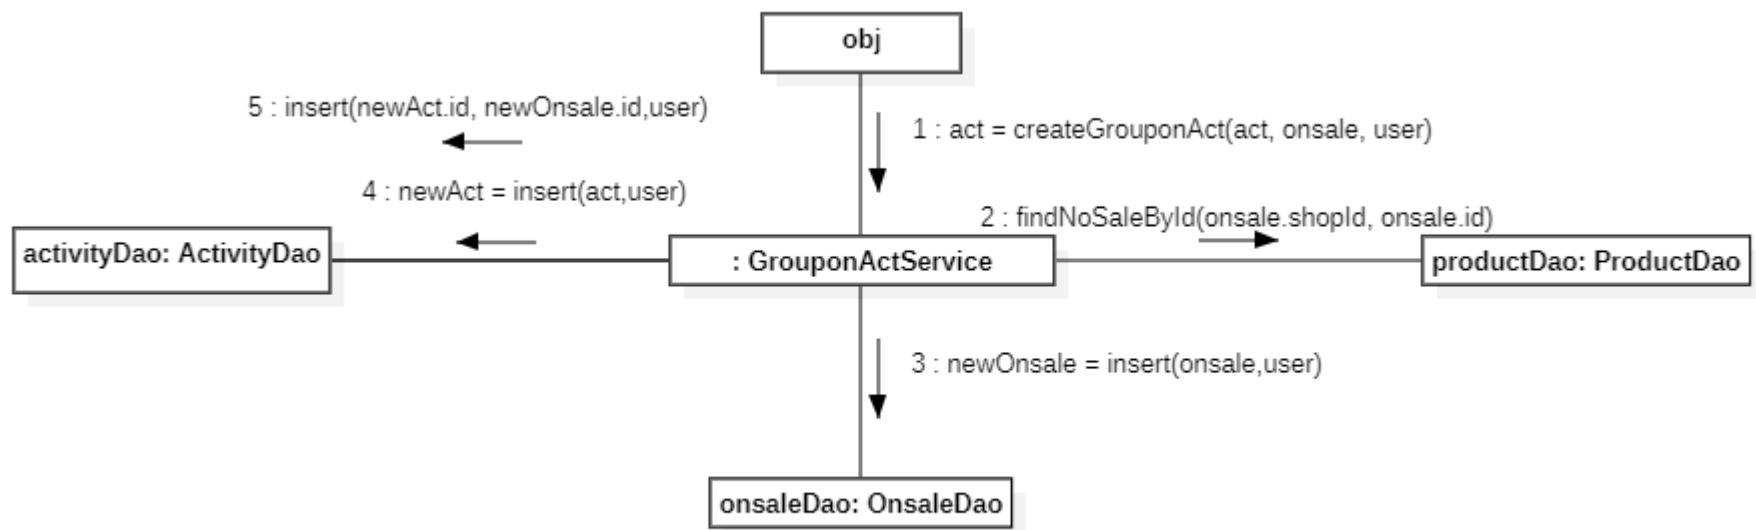 obj
5 : insert(newAct.id, newOnsale.id,user)
1 : act = createGrouponAct(act, onsale, user)
4 : newAct = insert(act,user)
2 : findNoSaleById(onsale.shopId, onsale.id)
activityDao: ActivityDao
: GrouponActService
productDao: ProductDao
3 : newOnsale = insert(onsale,user)
onsaleDao: OnsaleDao